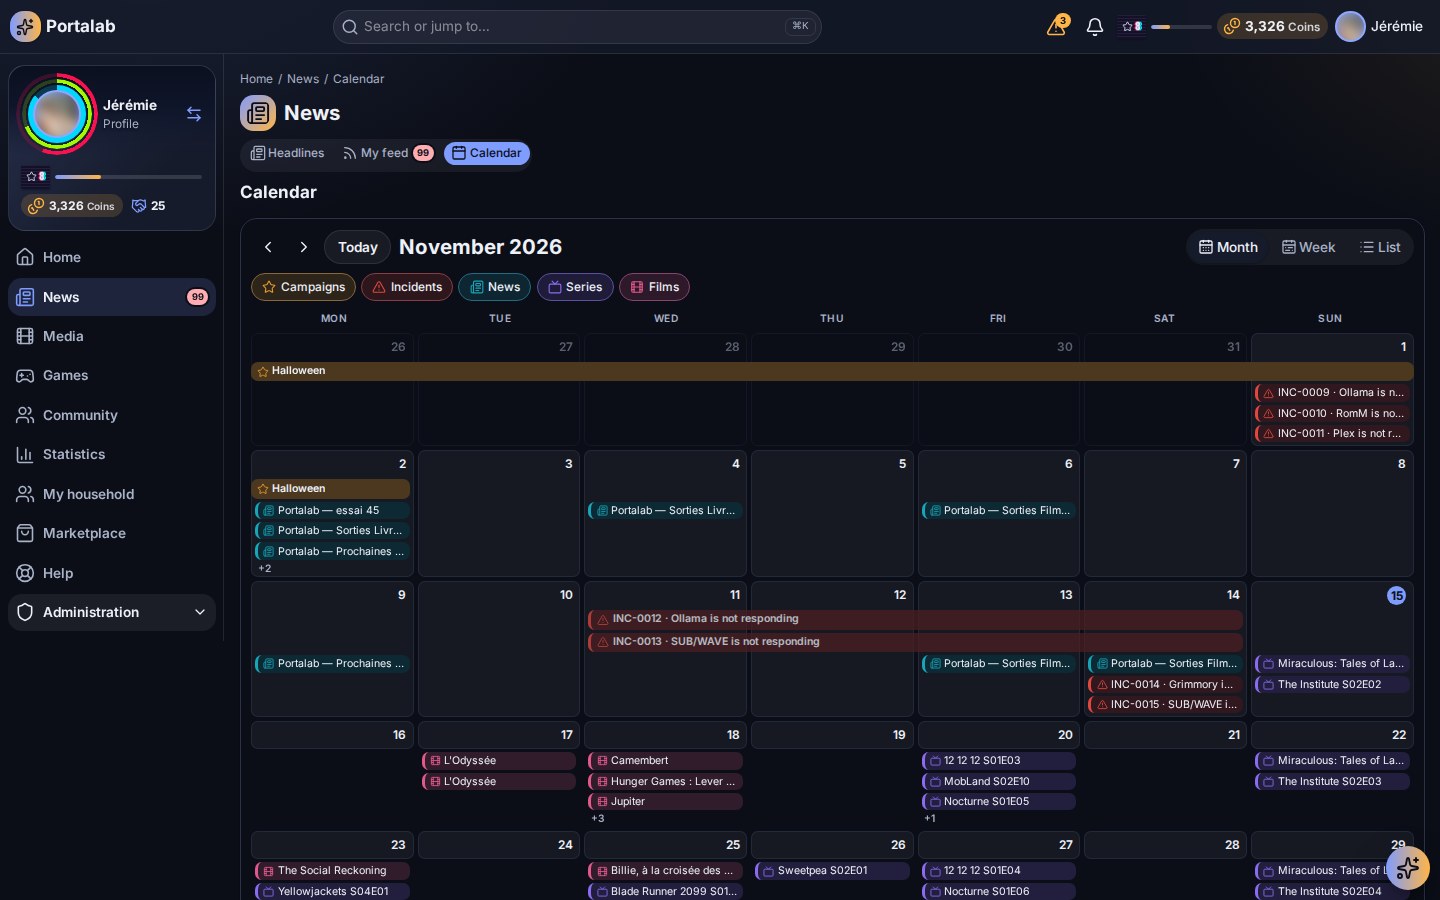 Portalab
Search or jump to... ⌘K
3
3,326 Coins
Jérémie
Jérémie
Profile
3,326 Coins 25
Home
News 99
Media
Games
Community
Statistics
My household
Marketplace
Help
Administration
Home / News / Calendar
News
Headlines My feed 99 Calendar
Calendar
Today November 2026 Month Week List
Campaigns Incidents News Series Films
MON TUE WED THU FRI SAT SUN
26 27 28 29 30 31 1
Halloween
INC-0009 · Ollama is n...
INC-0010 · RomM is no...
INC-0011 · Plex is not r...
2 3 4 5 6 7 8
Halloween
Portalab — essai 45 Portalab — Sorties Livr... Portalab — Sorties Film...
Portalab — Sorties Livr...
Portalab — Prochaines ...
+2
9 10 11 12 13 14 15
INC-0012 · Ollama is not responding
INC-0013 · SUB/WAVE is not responding
Portalab — Prochaines ... Portalab — Sorties Film... Portalab — Sorties Film... Miraculous: Tales of La...
INC-0014 · Grimmory i... The Institute S02E02
INC-0015 · SUB/WAVE i...
16 17 18 19 20 21 22
L'Odyssée Camembert 12 12 12 S01E03 Miraculous: Tales of La...
L'Odyssée Hunger Games : Lever ... MobLand S02E10 The Institute S02E03
Jupiter Nocturne S01E05
+3 +1
23 24 25 26 27 28 29
The Social Reckoning Billie, à la croisée des ... Sweetpea S02E01 12 12 12 S01E04 Miraculous: Tales of L
Yellowjackets S04E01 Blade Runner 2099 S01... Nocturne S01E06 The Institute S02E04